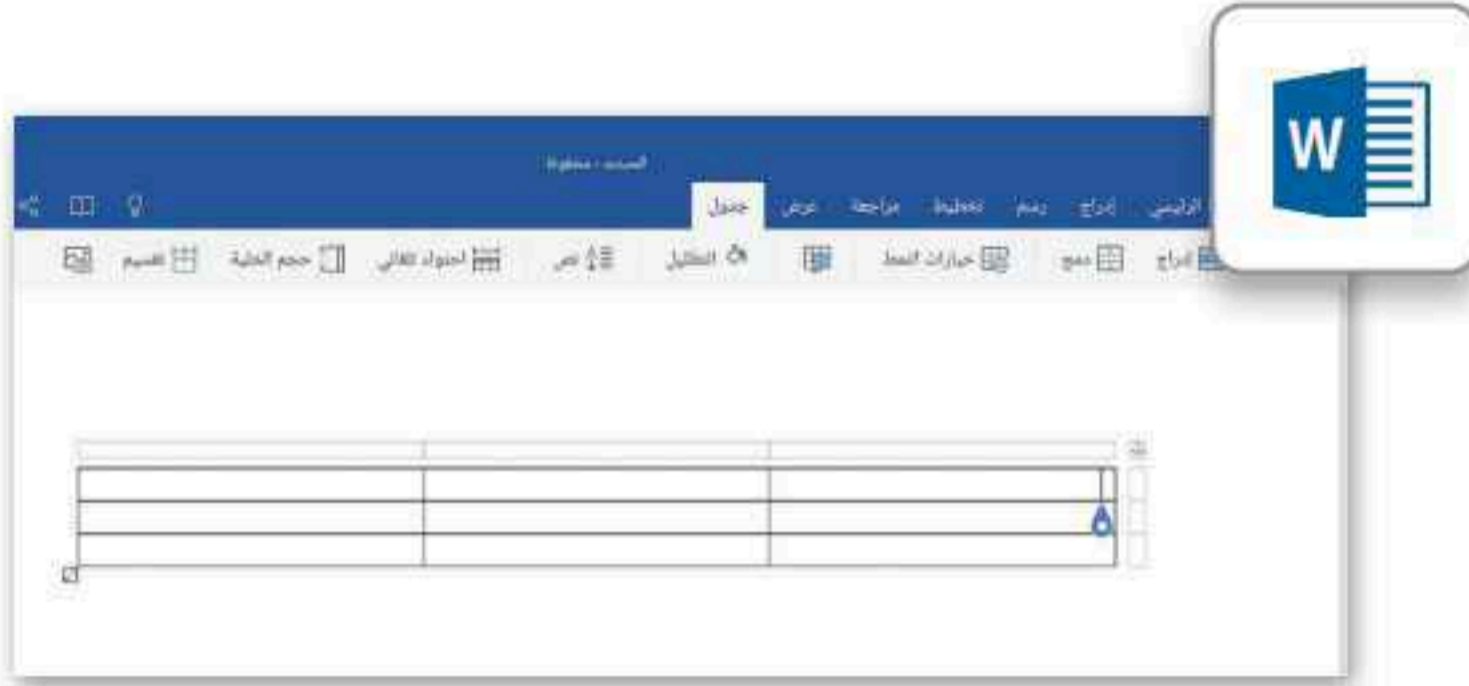 W
الرئيسي إدراج رسم تخطيط مراجعة عرض جدول
إدراج دمج خيارات النمط التظليل نص احتواء تلقائي حجم الخلية تقسيم